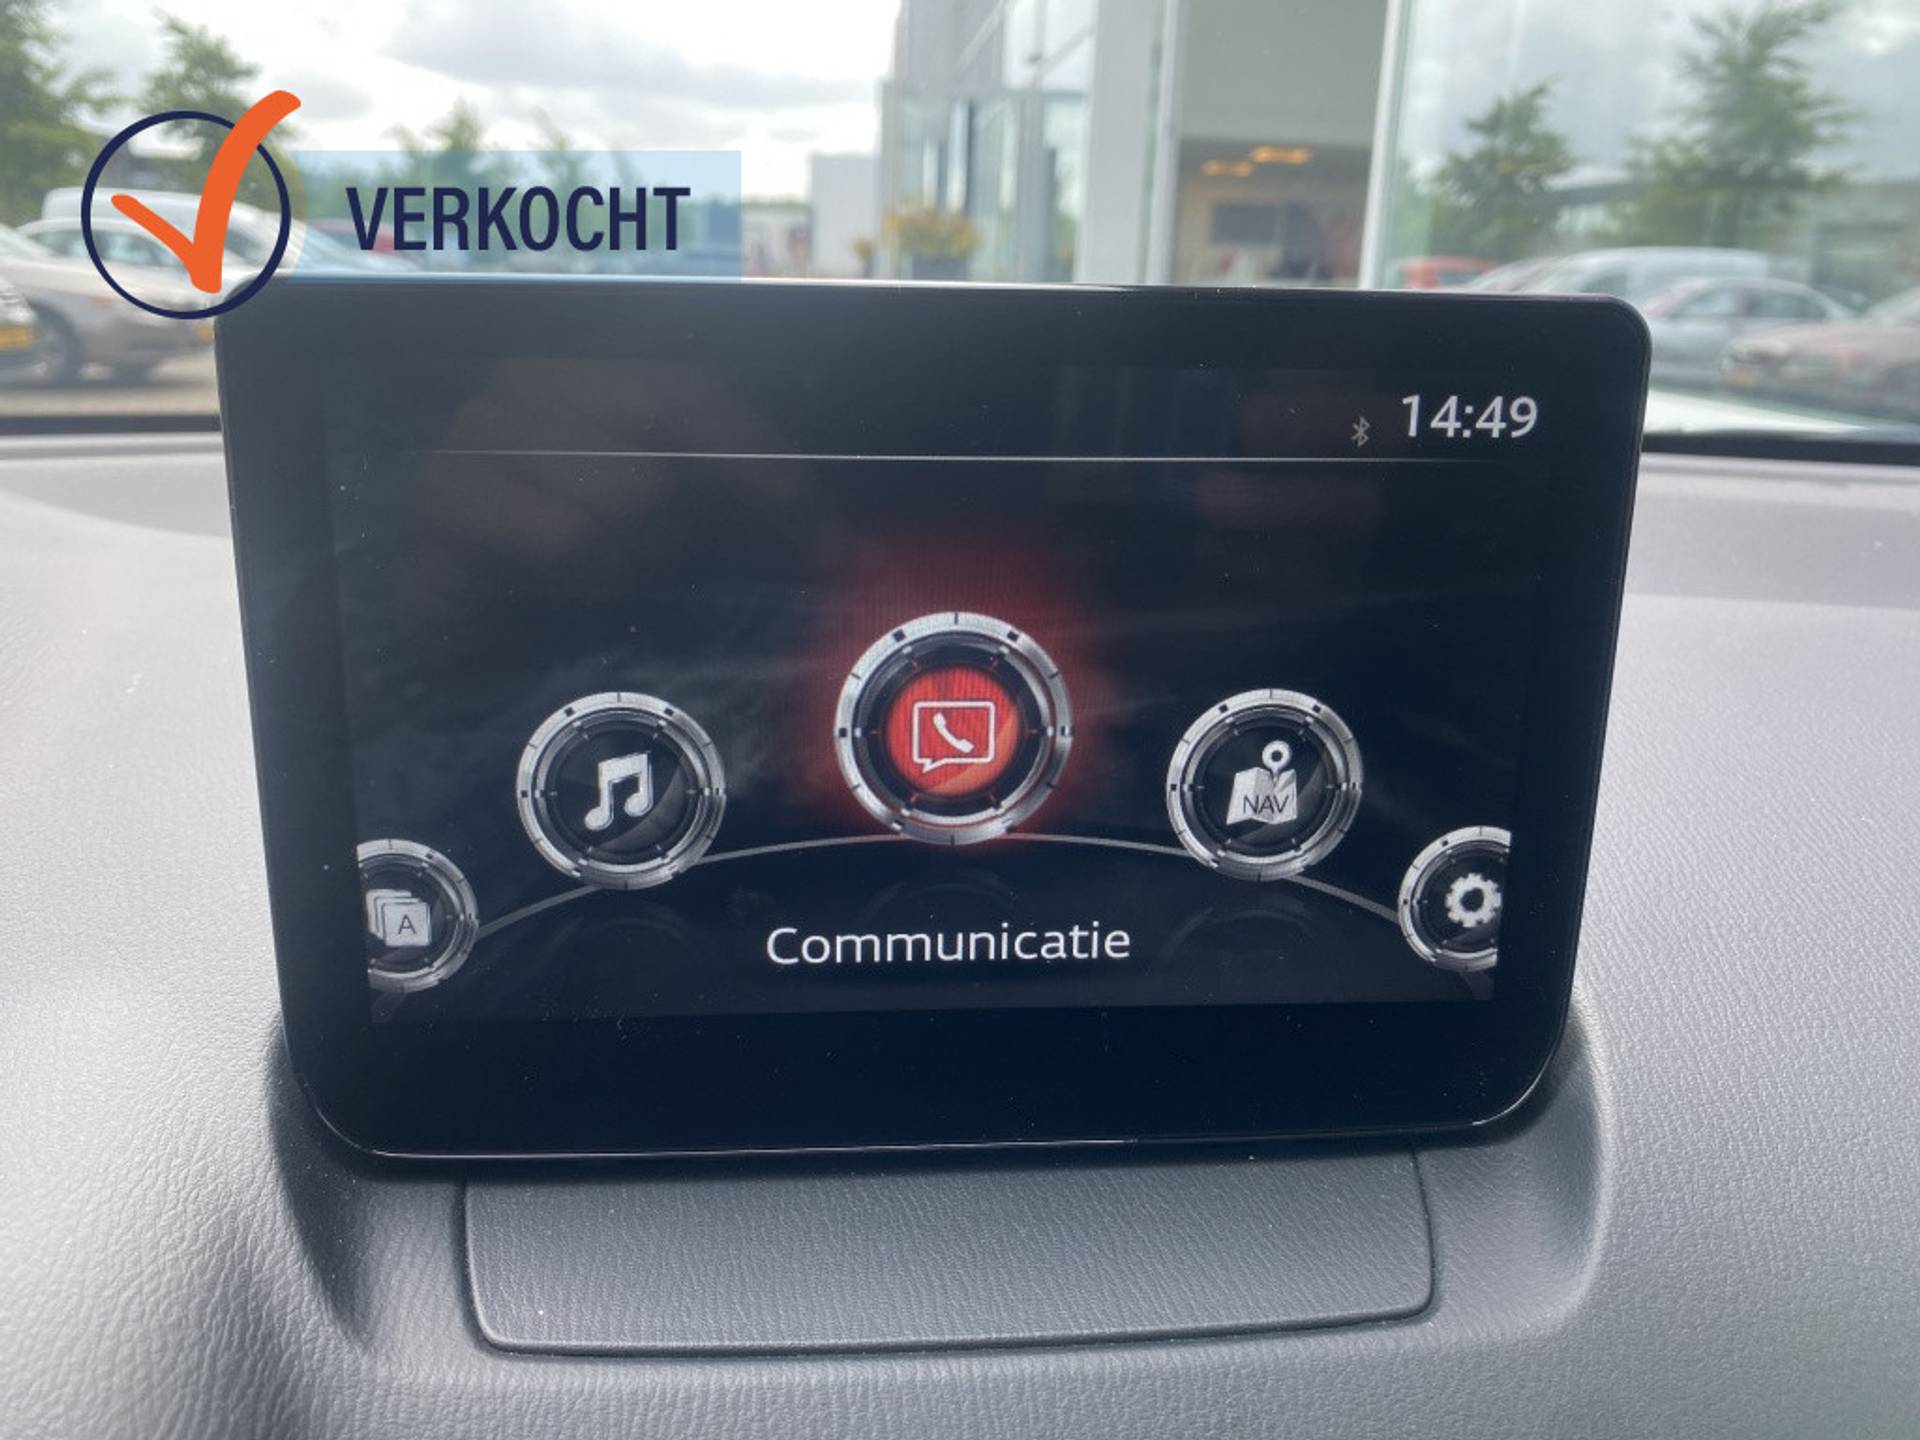 VERKOCHT
14:49
NAV
A
Communicatie